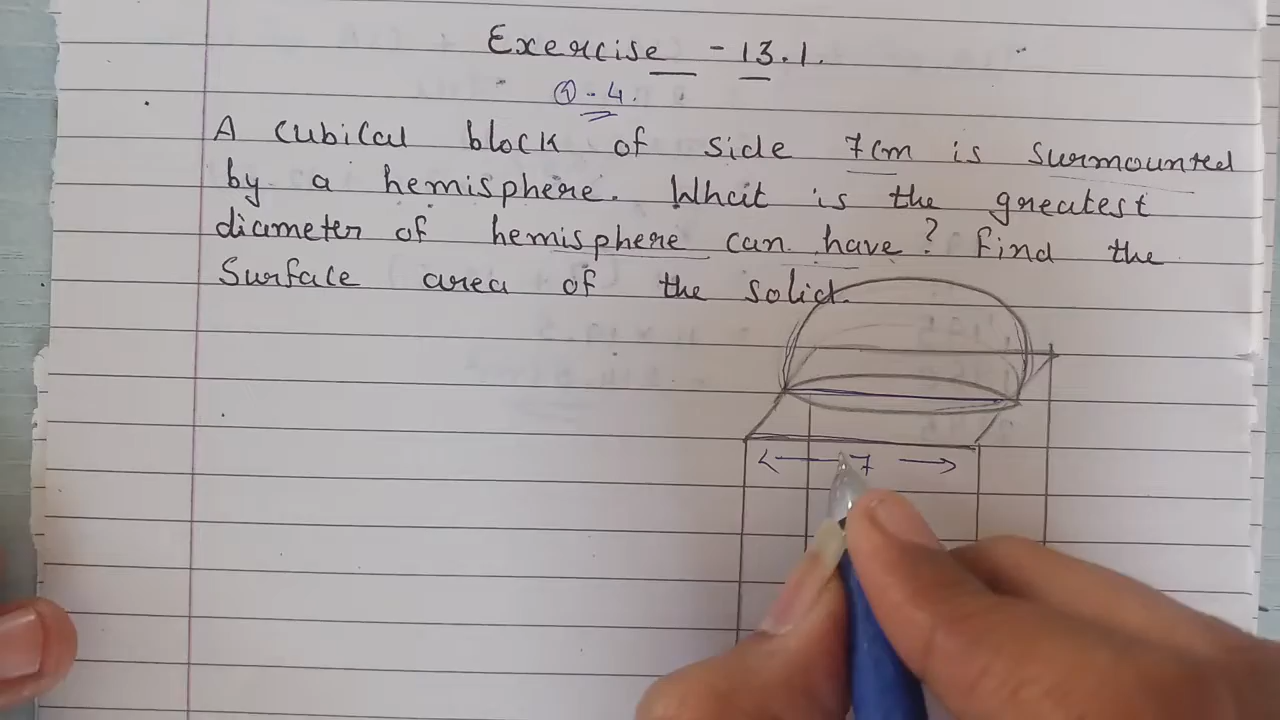 Exercise - 13.1.
Q.4.
A cubical block of side 7cm is surmounted
by a hemisphere. What is the greatest
diameter of hemisphere can have? Find the
Surface area of the solid.
7